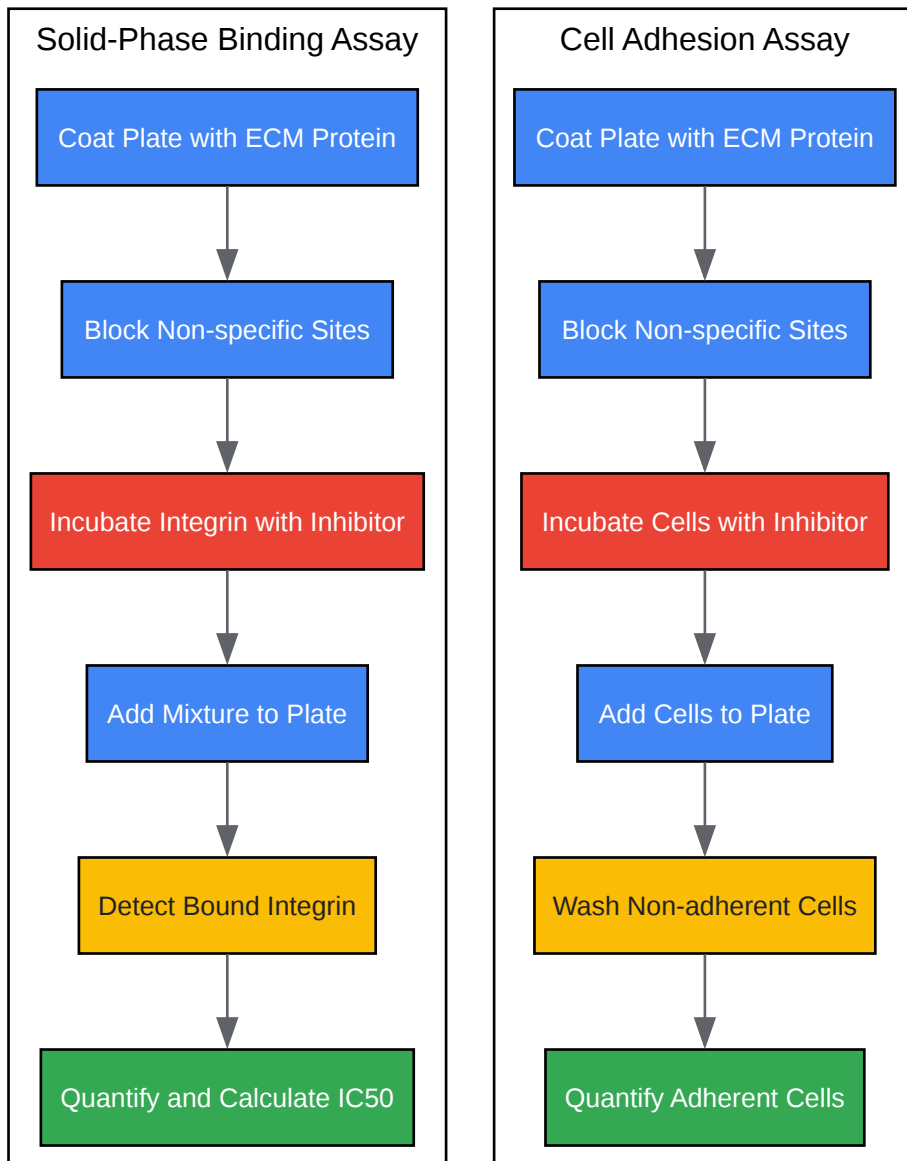 Solid-Phase Binding Assay
Coat Plate with ECM Protein
Block Non-specific Sites
Incubate Integrin with Inhibitor
Add Mixture to Plate
Detect Bound Integrin
Quantify and Calculate IC50
Cell Adhesion Assay
Coat Plate with ECM Protein
Block Non-specific Sites
Incubate Cells with Inhibitor
Add Cells to Plate
Wash Non-adherent Cells
Quantify Adherent Cells